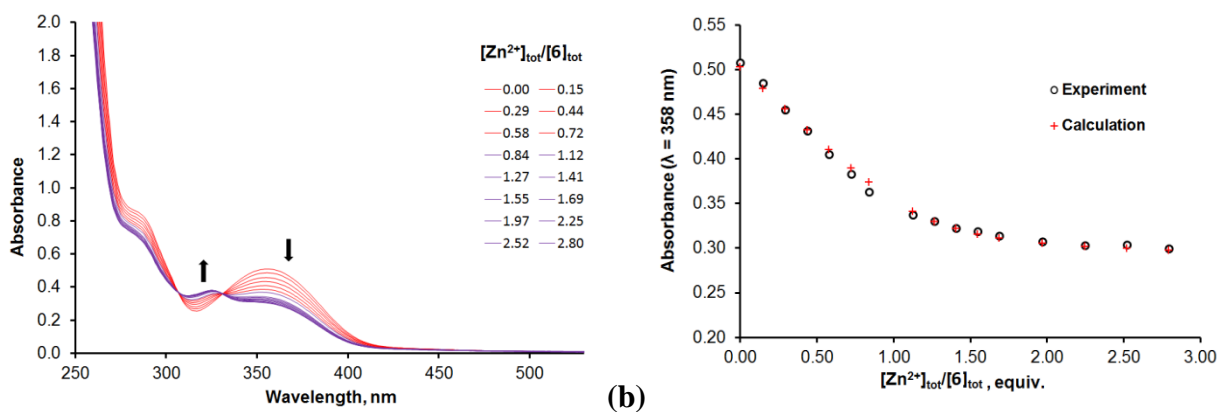 2.0
1.8
1.6
1.4
1.2
1.0
0.8
0.6
0.4
0.2
0.0
Absorbance
250 300 350 400 450 500
Wavelength, nm
[Zn²⁺]tot/[6]tot
0.00 0.15
0.29 0.44
0.58 0.72
0.84 1.12
1.27 1.41
1.55 1.69
1.97 2.25
2.52 2.80
(b)
0.55
0.50
0.45
0.40
0.35
0.30
0.25
0.20
Absorbance (λ = 358 nm)
Experiment
Calculation
0.00 0.50 1.00 1.50 2.00 2.50 3.00
[Zn²⁺]tot/[6]tot , equiv.